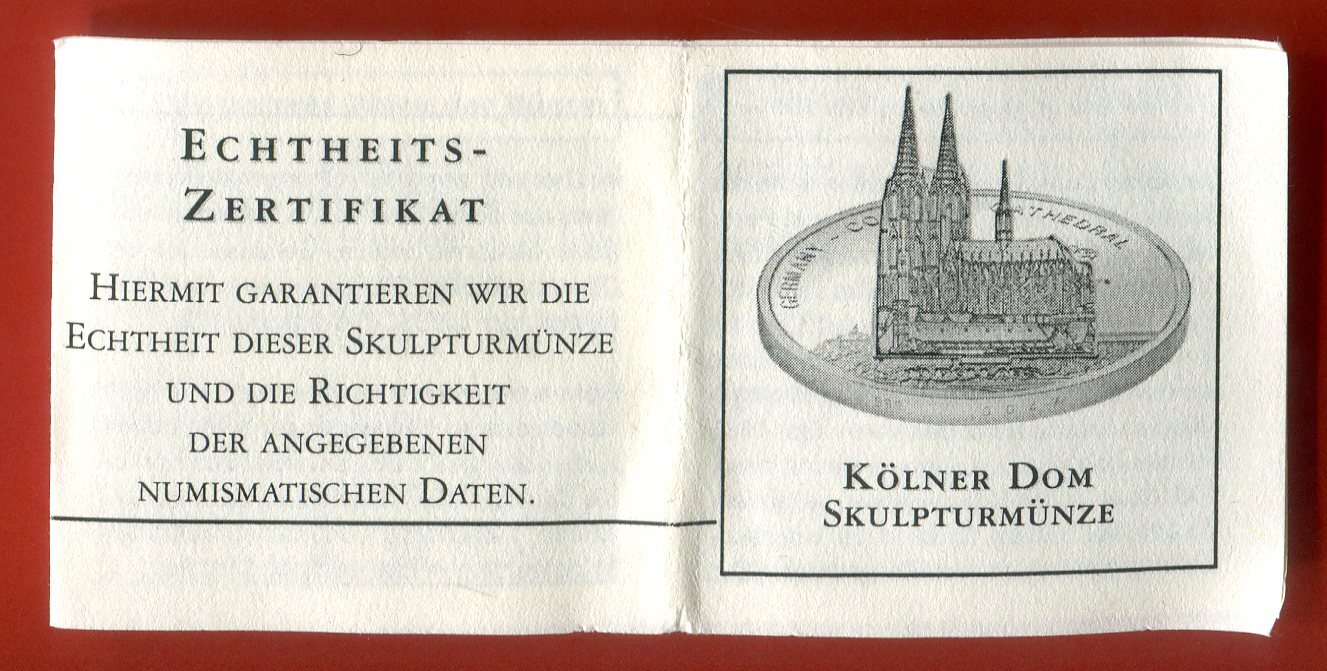 ECHTHEITS-
ZERTIFIKAT
HIERMIT GARANTIEREN WIR DIE
ECHTHEIT DIESER SKULPTURMÜNZE
UND DIE RICHTIGKEIT
DER ANGEGEBENEN
NUMISMATISCHEN DATEN.
GERMANY - CO
CATHEDRAL
KÖLNER DOM
SKULPTURMÜNZE